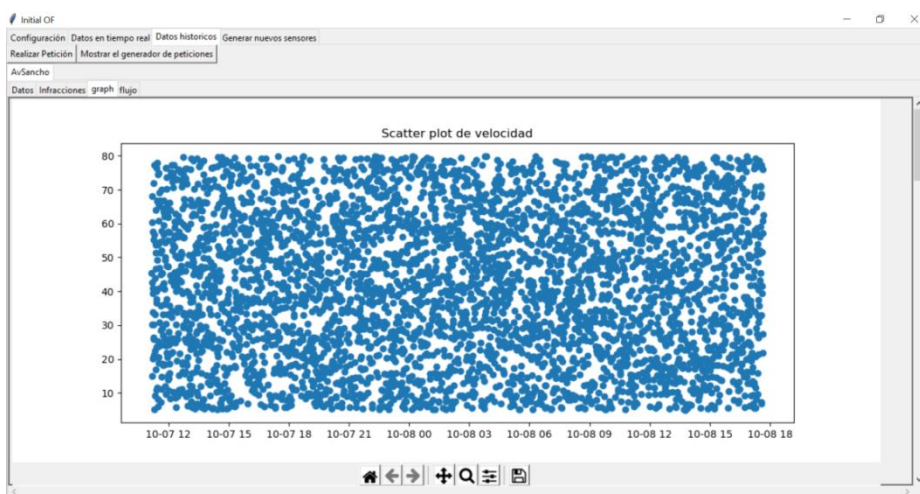 Initial OF
Configuración Datos en tiempo real Datos historicos Generar nuevos sensores
Realizar Petición Mostrar el generador de peticiones
AvSancho
Datos Infracciones graph flujo
Scatter plot de velocidad
80
70
60
50
40
30
20
10
10-07 12 10-07 15 10-07 18 10-07 21 10-08 00 10-08 03 10-08 06 10-08 09 10-08 12 10-08 15 10-08 18